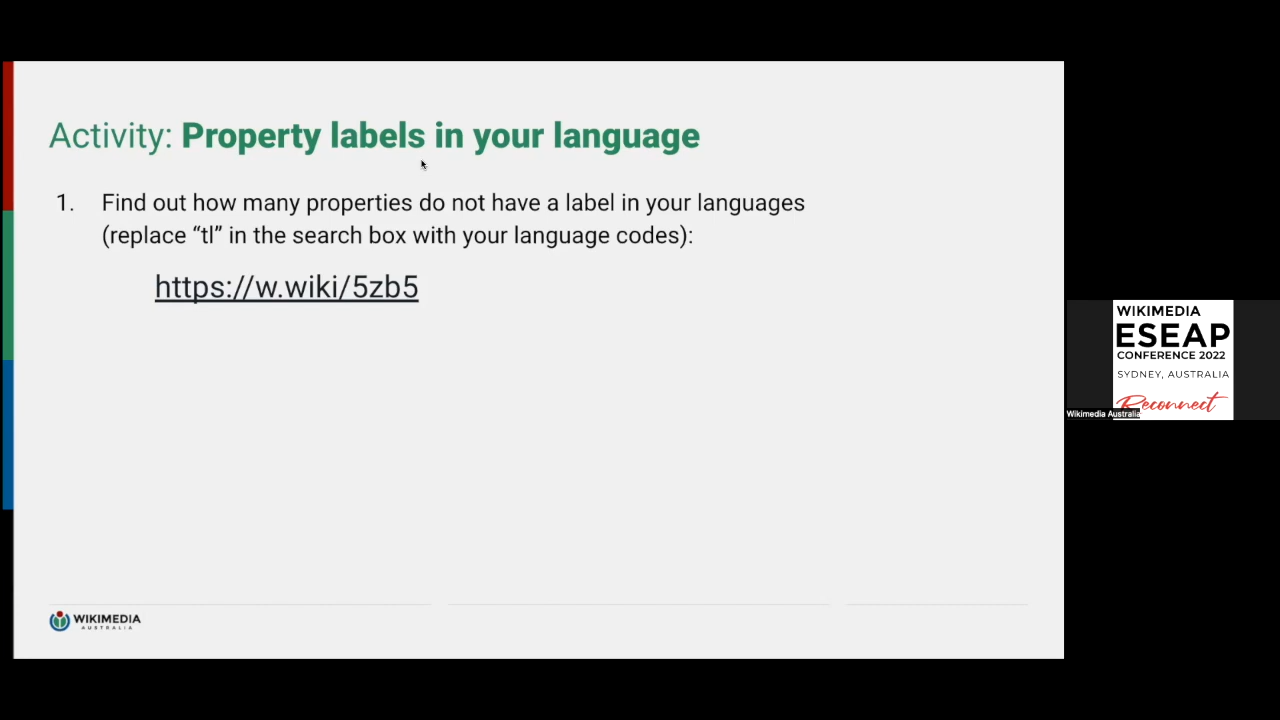 Activity: Property labels in your language
1. Find out how many properties do not have a label in your languages
(replace “tl” in the search box with your language codes):
https://w.wiki/5zb5
WIKIMEDIA
AUSTRALIA
WIKIMEDIA
ESEAP
CONFERENCE 2022
SYDNEY, AUSTRALIA
Reconnect
Wikimedia Australia